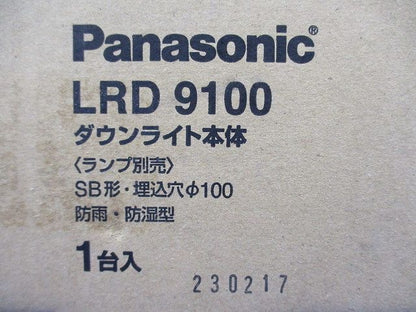 Panasonic®
LRD 9100
ダウンライト本体
〈ランプ別売〉
SB形・埋込穴φ100
防雨・防湿型
1台入
230217